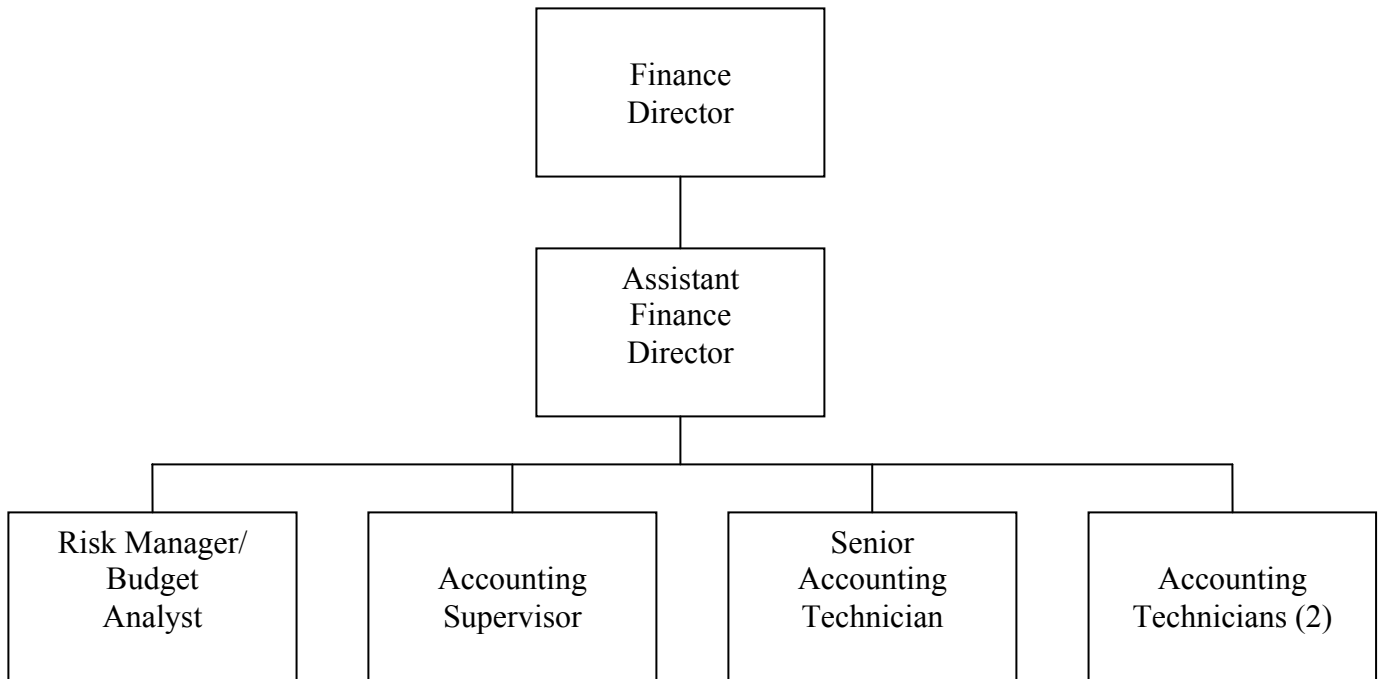 Finance
Director
Assistant
Finance
Director
Risk Manager/
Budget
Analyst
Accounting
Supervisor
Senior
Accounting
Technician
Accounting
Technicians (2)